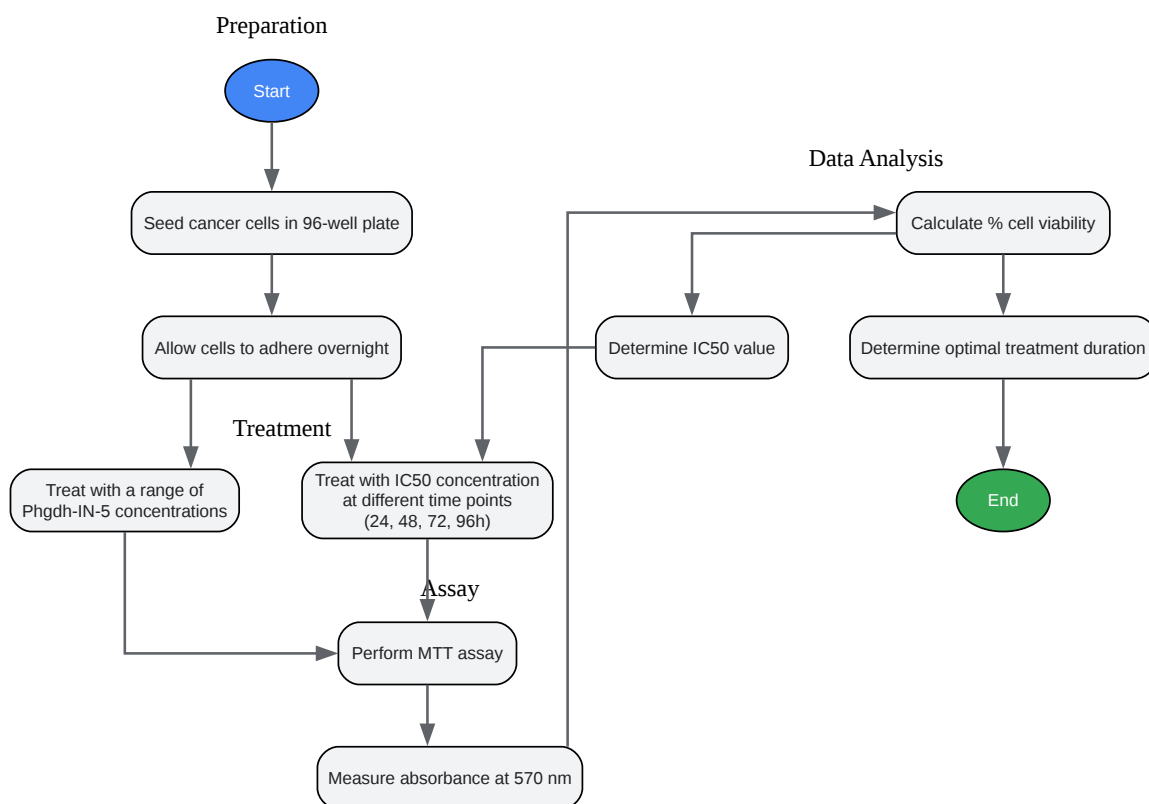 Preparation
Start
Seed cancer cells in 96-well plate
Allow cells to adhere overnight
Treatment
Treat with a range of
Phgdh-IN-5 concentrations
Treat with IC50 concentration
at different time points
(24, 48, 72, 96h)
Assay
Perform MTT assay
Measure absorbance at 570 nm
Data Analysis
Calculate % cell viability
Determine IC50 value
Determine optimal treatment duration
End